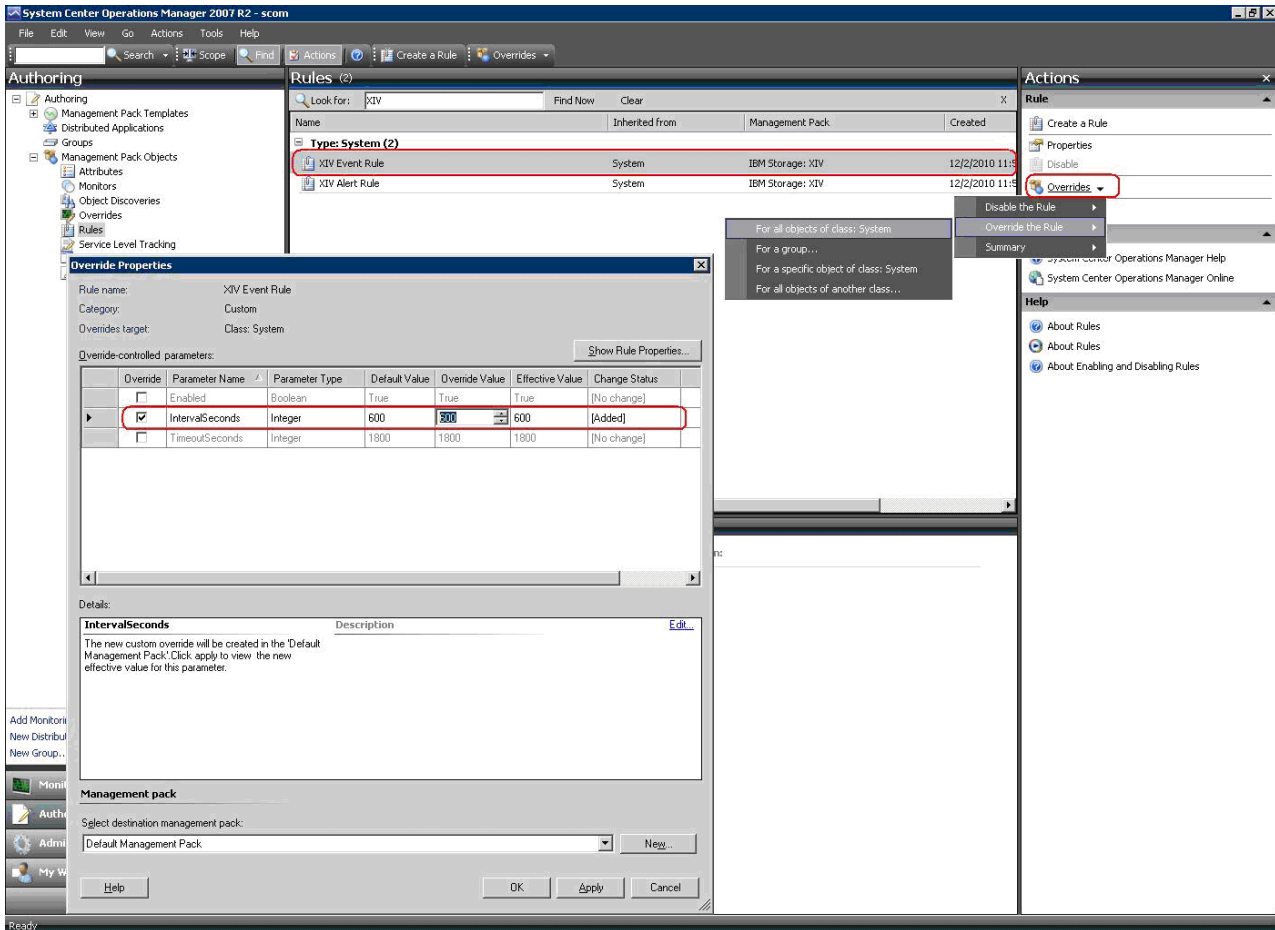 System Center Operations Manager 2007 R2 - scom
File Edit View Go Actions Tools Help
Search Scope Find Actions Create a Rule Overrides
Authoring
Authoring
Management Pack Templates
Distributed Applications
Groups
Management Pack Objects
Attributes
Monitors
Object Discoveries
Overrides
Rules
Service Level Tracking
Rules (2)
Look for: XIV Find Now Clear X
Name Inherited from Management Pack Created
Type: System (2)
XIV Event Rule System IBM Storage: XIV 12/2/2010 11:5
XIV Alert Rule System IBM Storage: XIV 12/2/2010 11:5
Actions x
Rule
Create a Rule
Properties
Disable
Overrides
Disable the Rule
Override the Rule
Summary
For all objects of class: System
For a group...
For a specific object of class: System
For all objects of another class...
System Center Operations Manager Help
System Center Operations Manager Online
Help
About Rules
About Rules
About Enabling and Disabling Rules
Override Properties
Rule name: XIV Event Rule
Category: Custom
Overrides target: Class: System
Show Rule Properties...
Override-controlled parameters:
Override Parameter Name Parameter Type Default Value Override Value Effective Value Change Status
Enabled Boolean True True True [No change]
IntervalSeconds Integer 600 600 600 [Added]
TimeoutSeconds Integer 1800 1800 1800 [No change]
n:
Details:
IntervalSeconds Description Edit...
The new custom override will be created in the 'Default
Management Pack'.Click apply to view the new
effective value for this parameter.
Management pack
Select destination management pack:
Default Management Pack New...
Help OK Apply Cancel
Add Monitori
New Distribut
New Group..
Monit
Autho
Admi
My W
Ready